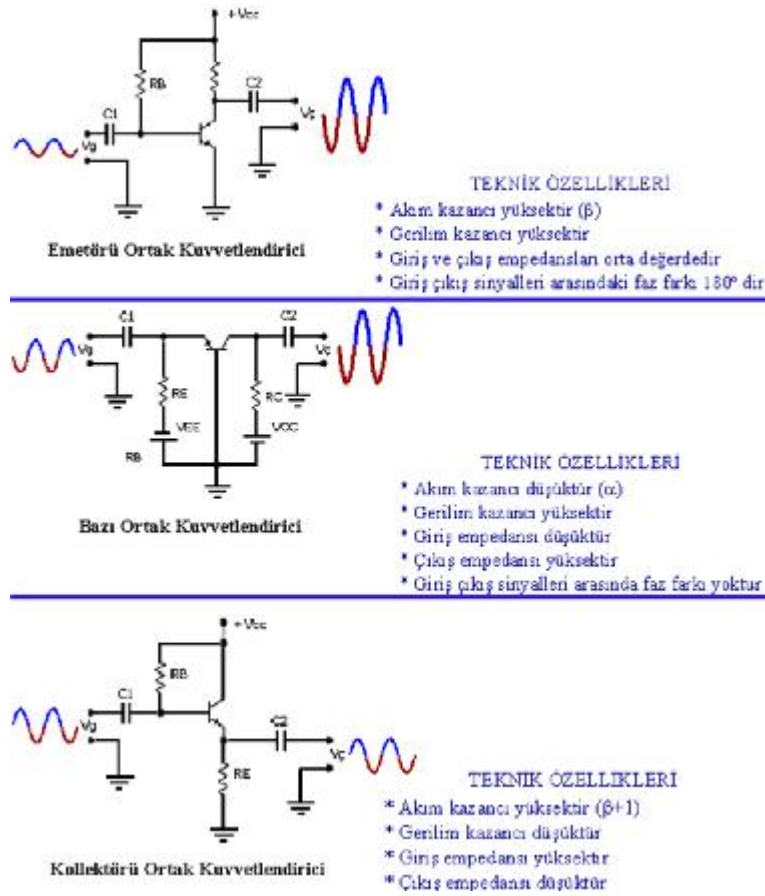 +Vcc
RB
C1
C2
Vg
Vç
TEKNİK ÖZELLİKLERİ
* Akım kazancı yüksektir (β)
* Gerilim kazancı yüksektir
* Giriş ve çıkış empedansları orta değerdedir
* Giriş çıkış sinyalleri arasındaki faz farkı 180° dir
Emetörü Ortak Kuvvetlendirici
C1
C2
Vg
Vç
RE
RC
VEE
VCC
RB
TEKNİK ÖZELLİKLERİ
* Akım kazancı düşüktür (α)
* Gerilim kazancı yüksektir
* Giriş empedansı düşüktür
* Çıkış empedansı yüksektir
* Giriş çıkış sinyalleri arasında faz farkı yoktur
Bazı Ortak Kuvvetlendirici
+Vcc
RB
C1
C2
Vg
Vç
RE
TEKNİK ÖZELLİKLERİ
* Akım kazancı yüksektir (β+1)
* Gerilim kazancı düşüktür
* Giriş empedansı yüksektir
* Çıkış empedansı düşüktür
Kollektörü Ortak Kuvvetlendirici